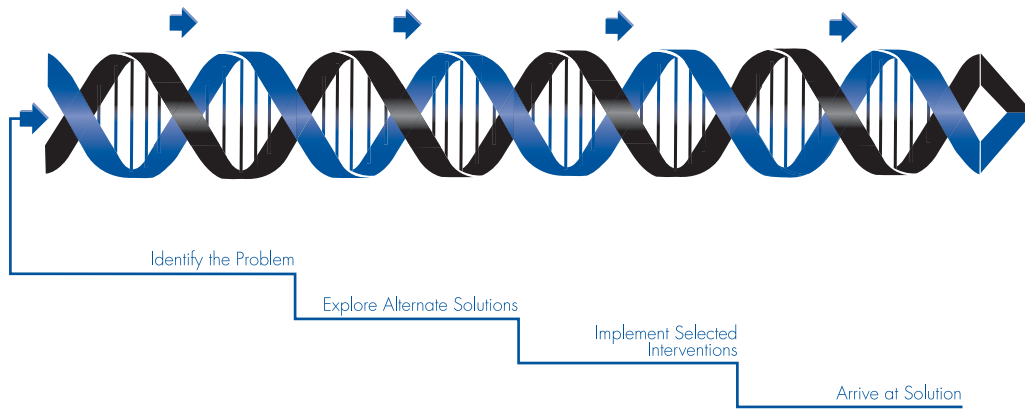 Identify the Problem
Explore Alternate Solutions
Implement Selected
Interventions
Arrive at Solution